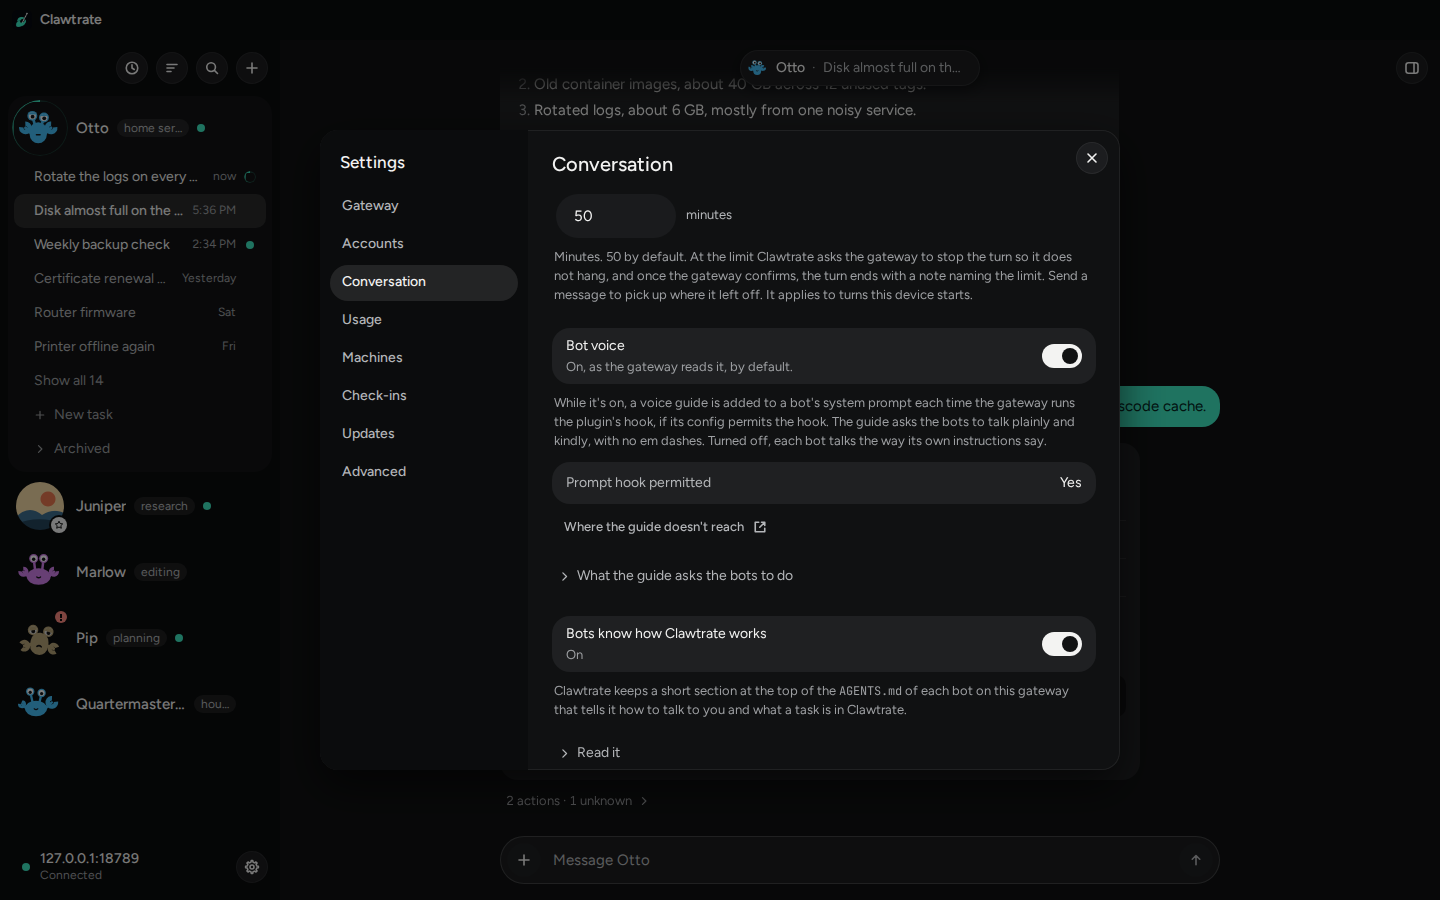 Clawtrate
Otto
home ser...
Rotate the logs on every ...
now
Disk almost full on the ...
5:36 PM
Weekly backup check
2:34 PM
Certificate renewal ...
Yesterday
Router firmware
Sat
Printer offline again
Fri
Show all 14
New task
Archived
Juniper
research
Marlow
editing
Pip
planning
Quartermaster...
hou...
127.0.0.1:18789
Connected
Otto · Disk almost full on th...
2. Old container images, about 40 GB across 12 unused tags.
3. Rotated logs, about 6 GB, mostly from one noisy service.
Settings
Gateway
Accounts
Conversation
Usage
Machines
Check-ins
Updates
Advanced
Conversation
50
minutes
Minutes. 50 by default. At the limit Clawtrate asks the gateway to stop the turn so it does
not hang, and once the gateway confirms, the turn ends with a note naming the limit. Send a
message to pick up where it left off. It applies to turns this device starts.
Bot voice
On, as the gateway reads it, by default.
While it's on, a voice guide is added to a bot's system prompt each time the gateway runs
the plugin's hook, if its config permits the hook. The guide asks the bots to talk plainly and
kindly, with no em dashes. Turned off, each bot talks the way its own instructions say.
Prompt hook permitted
Yes
Where the guide doesn't reach
What the guide asks the bots to do
Bots know how Clawtrate works
On
Clawtrate keeps a short section at the top of the AGENTS.md of each bot on this gateway
that tells it how to talk to you and what a task is in Clawtrate.
Read it
scode cache.
2 actions · 1 unknown
Message Otto